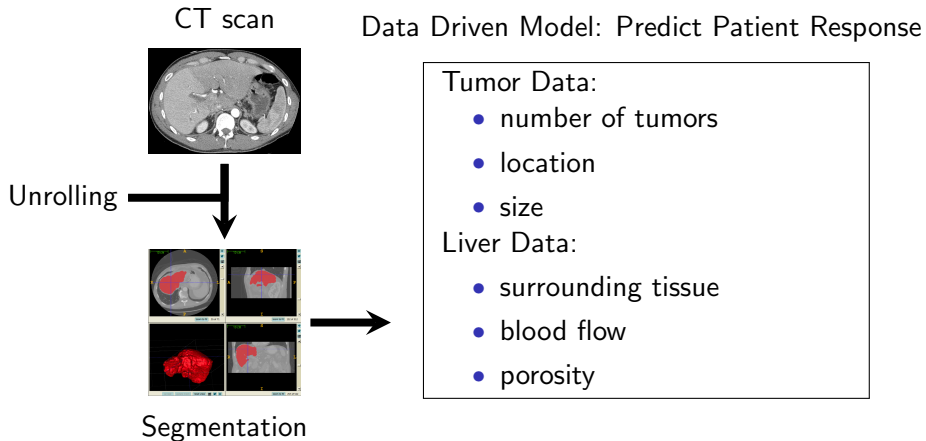 CT scan
Data Driven Model: Predict Patient Response
Tumor Data:
• number of tumors
• location
• size
Liver Data:
• surrounding tissue
• blood flow
• porosity
Unrolling
Segmentation